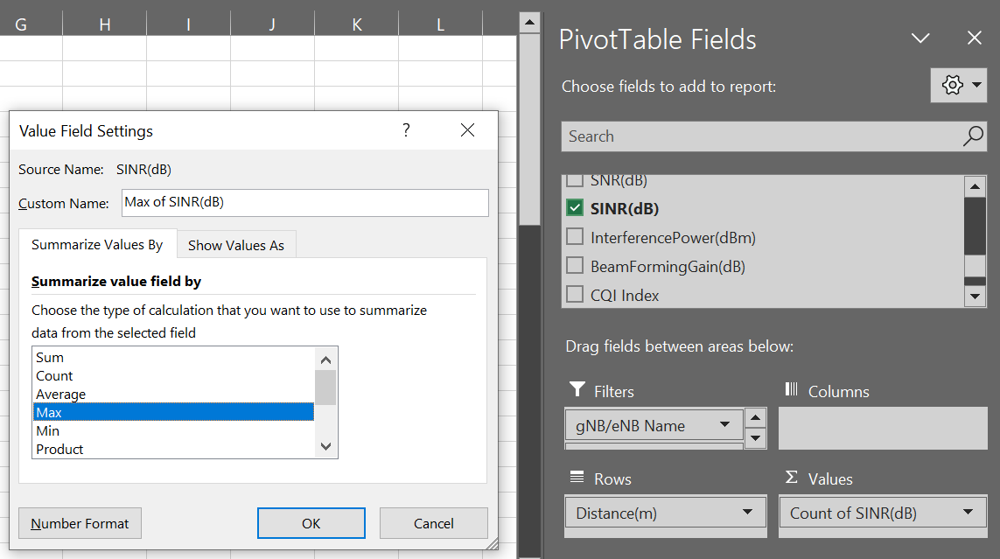 G H I J K L
Value Field Settings ?
Source Name: SINR(dB)
Custom Name: Max of SINR(dB)
Summarize Values By Show Values As
Summarize value field by
Choose the type of calculation that you want to use to summarize
data from the selected field
Sum
Count
Average
Max
Min
Product
Number Format OK Cancel
PivotTable Fields
Choose fields to add to report:
Search
SNR(dB)
SINR(dB)
InterferencePower(dBm)
BeamFormingGain(dB)
CQI Index
Drag fields between areas below:
Filters
gNB/eNB Name
Columns
Rows
Distance(m)
Σ Values
Count of SINR(dB)